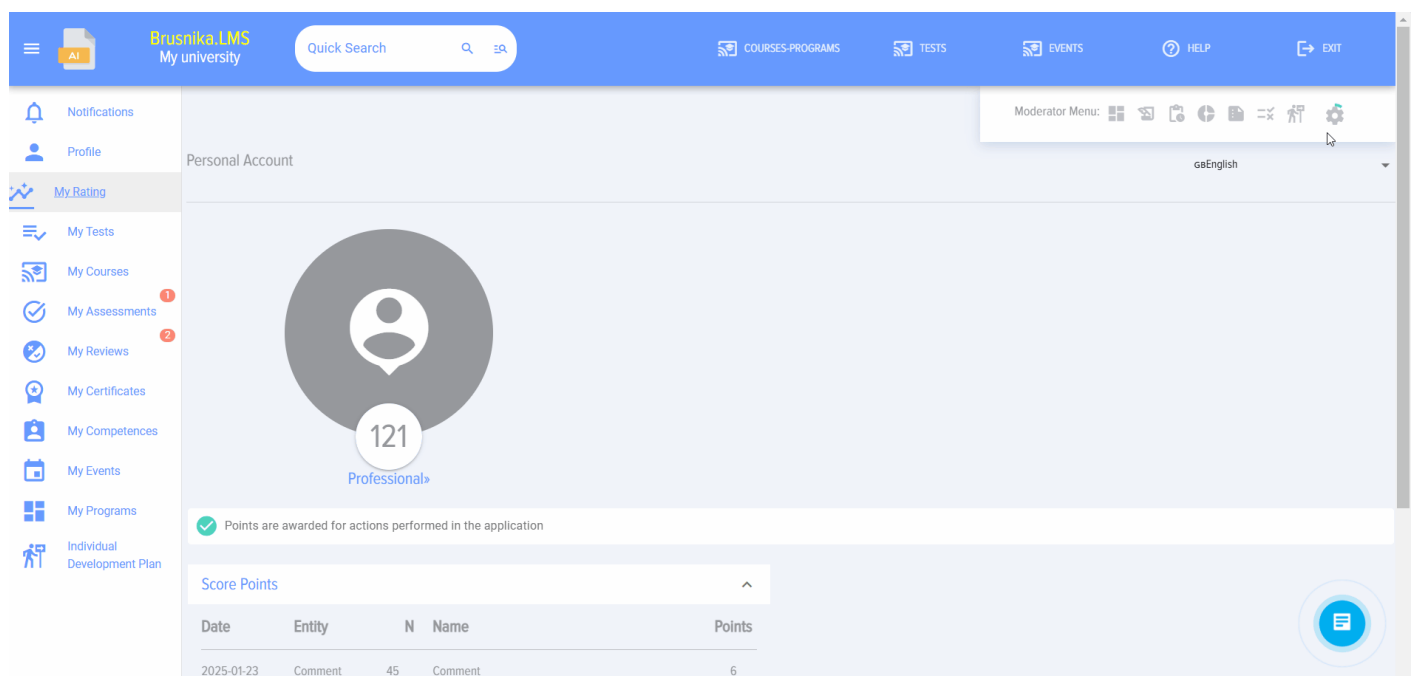 AI
Brusnika.LMS
My university
Quick Search
COURSES-PROGRAMS
TESTS
EVENTS
HELP
EXIT
Moderator Menu:
Notifications
Profile
My Rating
My Tests
My Courses
1
My Assessments
2
My Reviews
My Certificates
My Competences
My Events
My Programs
Individual
Development Plan
Personal Account
GBEnglish
121
Professional»
Points are awarded for actions performed in the application
Score Points
Date Entity N Name Points
2025-01-23 Comment 45 Comment 6